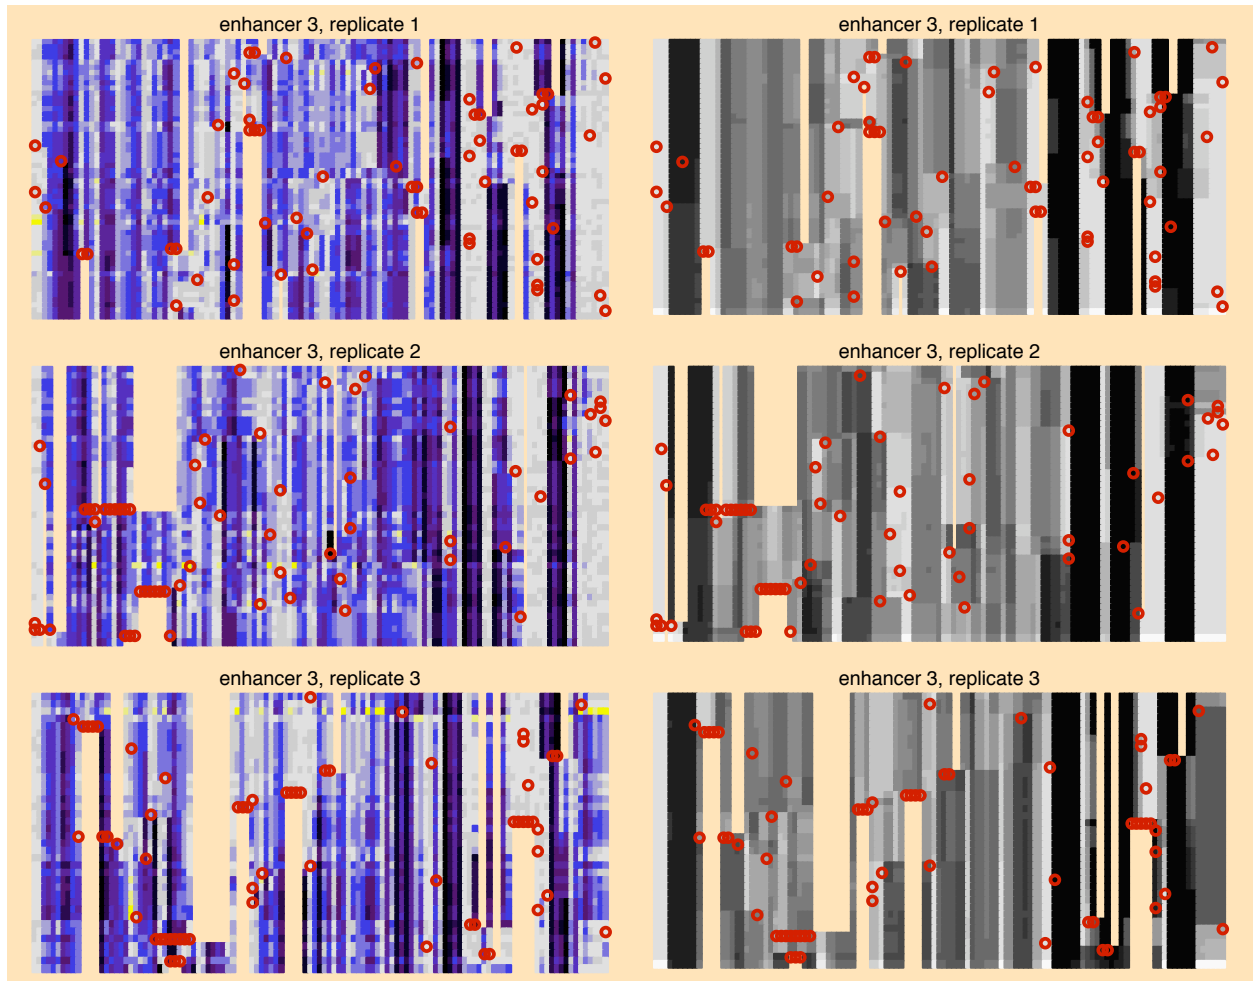 enhancer 3, replicate 1
enhancer 3, replicate 1
enhancer 3, replicate 2
enhancer 3, replicate 2
enhancer 3, replicate 3
enhancer 3, replicate 3